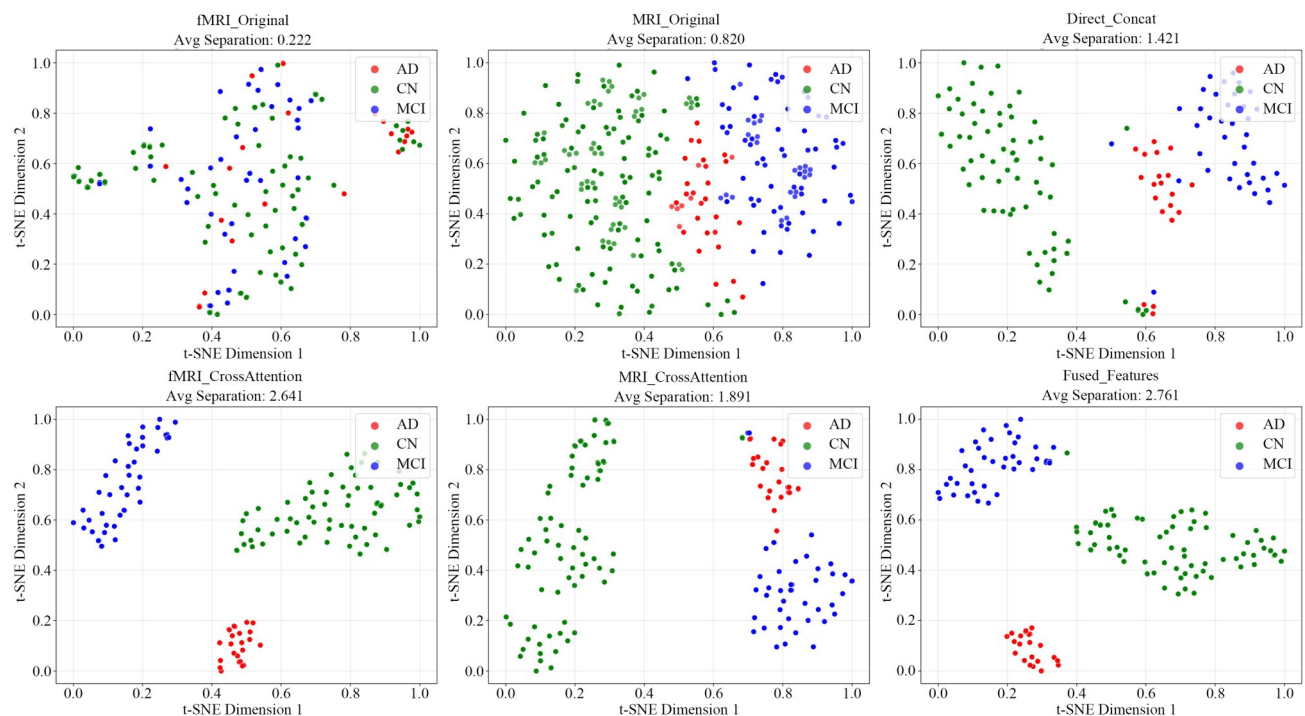 fMRI_Original
Avg Separation: 0.222
t-SNE Dimension 2
1.0
0.8
0.6
0.4
0.2
0.0
AD
CN
MCI
0.0 0.2 0.4 0.6 0.8 1.0
t-SNE Dimension 1
MRI_Original
Avg Separation: 0.820
t-SNE Dimension 2
1.0
0.8
0.6
0.4
0.2
0.0
AD
CN
MCI
0.0 0.2 0.4 0.6 0.8 1.0
t-SNE Dimension 1
Direct_Concat
Avg Separation: 1.421
t-SNE Dimension 2
1.0
0.8
0.6
0.4
0.2
0.0
AD
CN
MCI
0.0 0.2 0.4 0.6 0.8 1.0
t-SNE Dimension 1
fMRI_CrossAttention
Avg Separation: 2.641
t-SNE Dimension 2
1.0
0.8
0.6
0.4
0.2
0.0
AD
CN
MCI
0.0 0.2 0.4 0.6 0.8 1.0
t-SNE Dimension 1
MRI_CrossAttention
Avg Separation: 1.891
t-SNE Dimension 2
1.0
0.8
0.6
0.4
0.2
0.0
AD
CN
MCI
0.0 0.2 0.4 0.6 0.8 1.0
t-SNE Dimension 1
Fused_Features
Avg Separation: 2.761
t-SNE Dimension 2
1.0
0.8
0.6
0.4
0.2
0.0
AD
CN
MCI
0.0 0.2 0.4 0.6 0.8 1.0
t-SNE Dimension 1